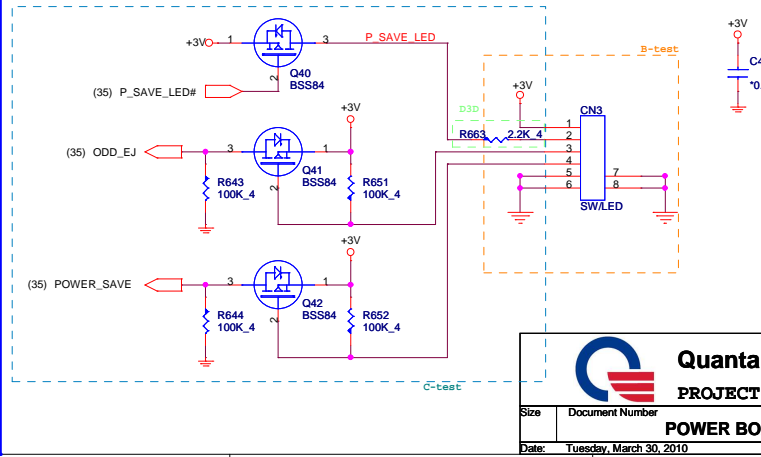 +3V
1
3
P_SAVE_LED
Q40
BSS84
2
(35) P_SAVE_LED#
B-test
+3V
+3V
D3D
CN3
R663
2.2K_4
1
2
3
4
5
6
7
8
SW/LED
+3V
(35) ODD_EJ
3
1
Q41
BSS84
2
R643
100K_4
R651
100K_4
+3V
(35) POWER_SAVE
3
1
Q42
BSS84
2
R644
100K_4
R652
100K_4
C-test
Quanta
PROJECT
Size
Document Number
POWER BO
Date: Tuesday, March 30, 2010